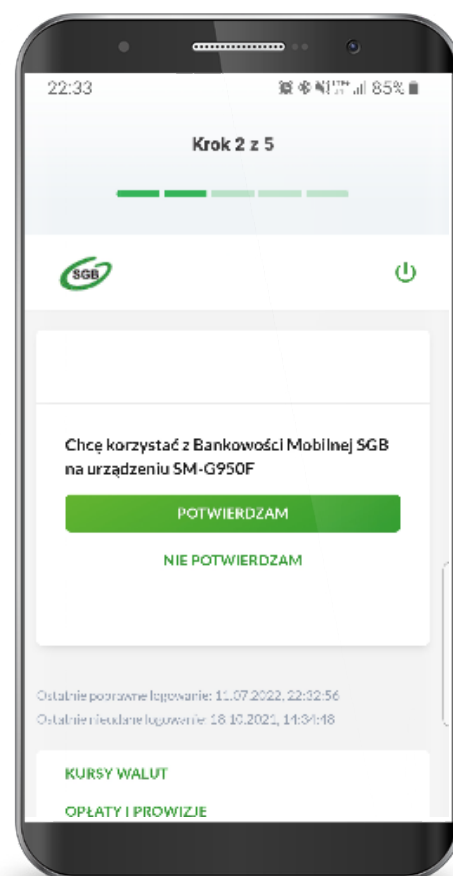 22:33
85%
Krok 2 z 5
SGB
Chcę korzystać z Bankowości Mobilnej SGB
na urządzeniu SM-G950F
POTWIERDZAM
NIE POTWIERDZAM
Ostatnie poprawne logowanie: 11.07.2022, 22:32:56
Ostatnie nieudane logowanie: 18.10.2021, 14:34:48
KURSY WALUT
OPŁATY I PROWIZJE